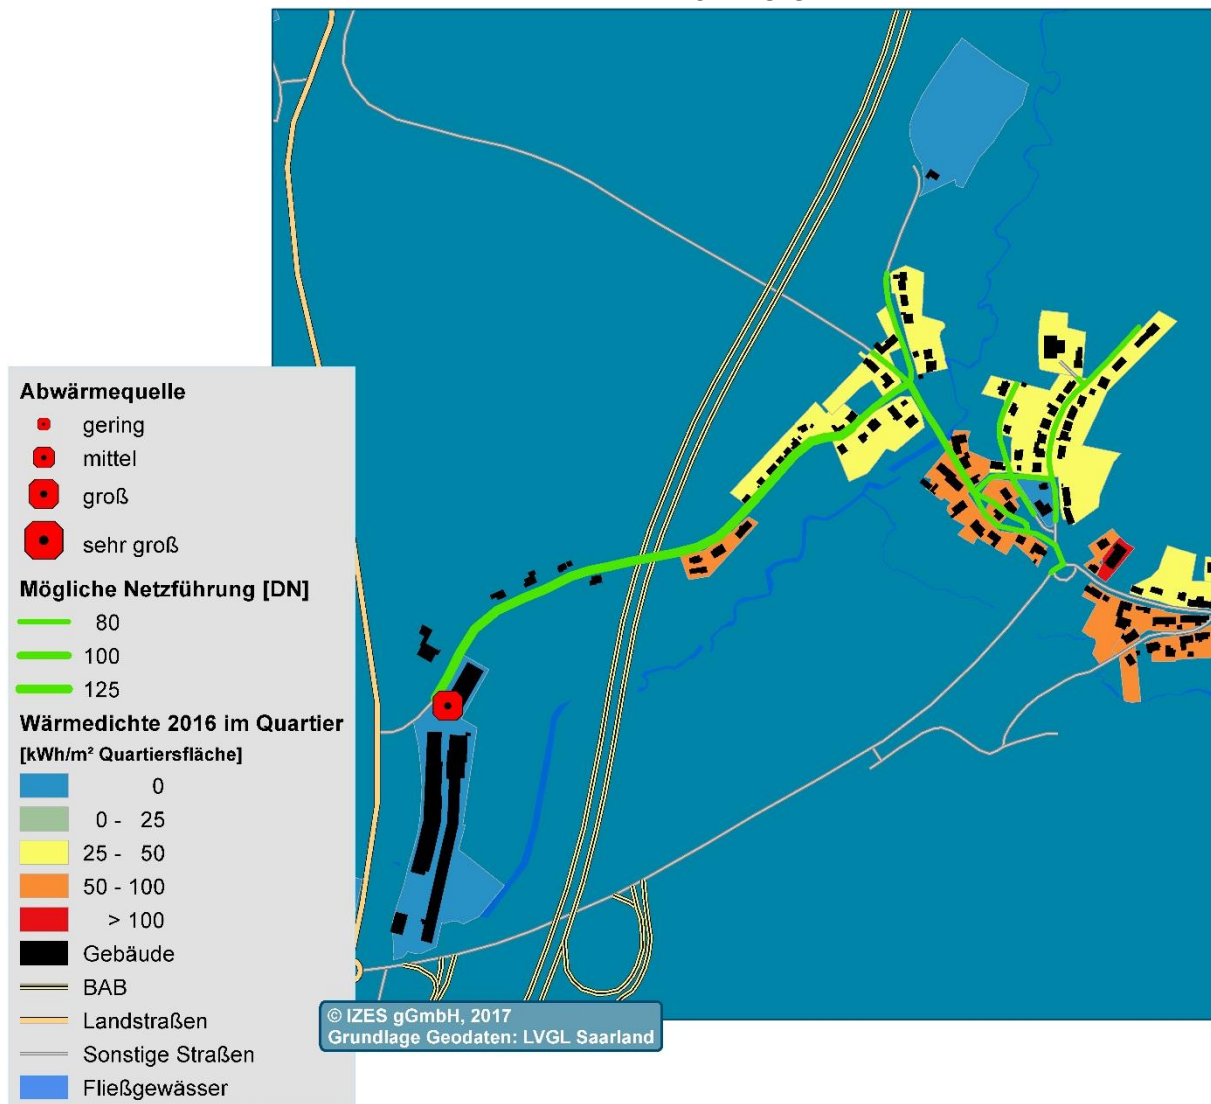 Abwärmequelle
gering
mittel
groß
sehr groß
Mögliche Netzführung [DN]
80
100
125
Wärmedichte 2016 im Quartier
[kWh/m² Quartiersfläche]
0
0 - 25
25 - 50
50 - 100
> 100
Gebäude
BAB
Landstraßen
Sonstige Straßen
Fließgewässer
© IZES gGmbH, 2017
Grundlage Geodaten: LVGL Saarland